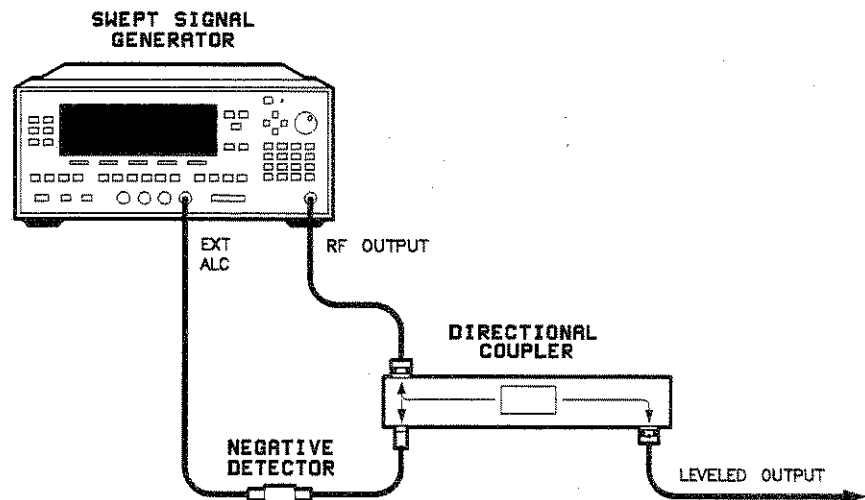 SWEPT SIGNAL
GENERATOR
EXT
ALC
RF OUTPUT
DIRECTIONAL
COUPLER
NEGATIVE
DETECTOR
LEVELED OUTPUT